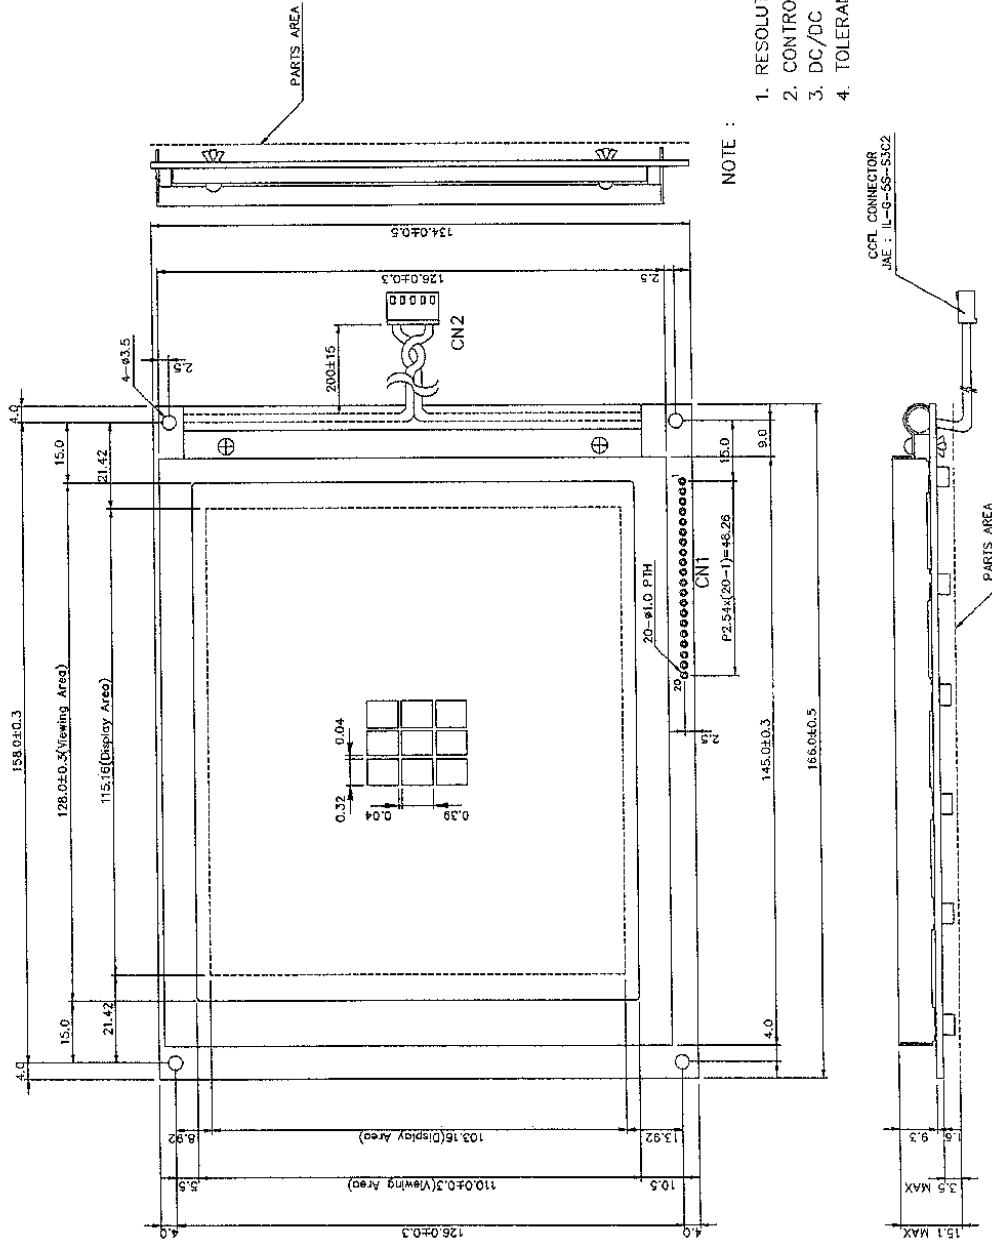 PARTS AREA
NOTE :
1. RESOLUT
2. CONTRO
3. DC/DC
4. TOLERA
134.0±0.5
126.0±0.3
2.5
4-ø3.5
2.5
200±15
CN2
CCFL CONNECTOR
JAE : IL-G-5S-S3C2
4.0
15.0
21.42
158.0±0.3
128.0±0.3(Viewing Area)
115.16(Display Area)
15.0
21.42
4.0
0.32
0.04
0.04
0.39
15.0
9.0
1
20
20-ø1.0 PTH
CN1
P2.54x(20-1)=48.26
2.5
145.0±0.3
166.0±0.5
4.0
8.92
103.16(Display Area)
13.92
5.5
110.0±0.3(Viewing Area)
10.5
4.0
126.0±0.3
4.0
PARTS AREA
9.3
1.6
3.5 MAX
15.1 MAX